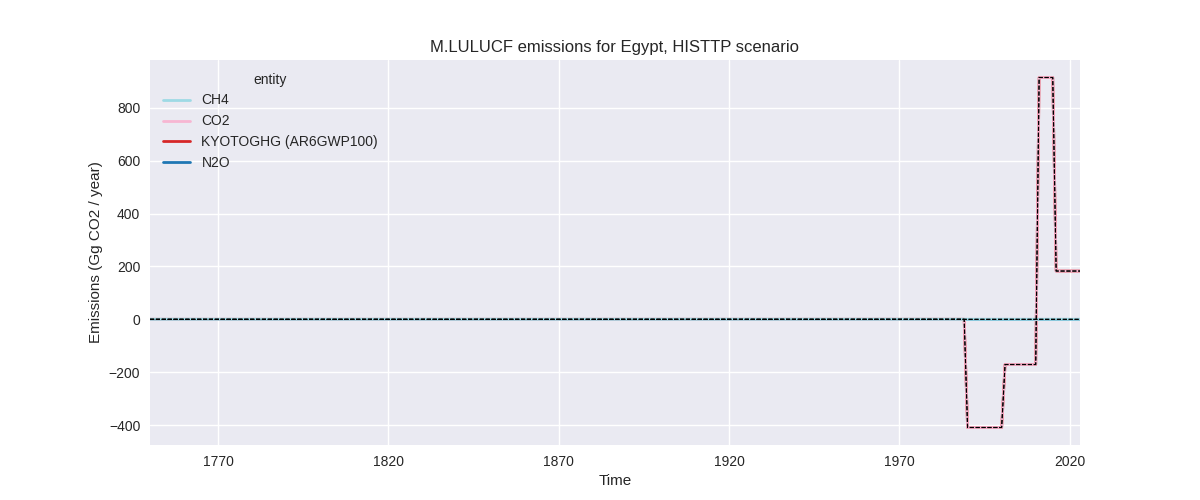 M.LULUCF emissions for Egypt, HISTTP scenario
entity
CH4
CO2
KYOTOGHG (AR6GWP100)
N2O
800
600
400
200
0
−200
−400
Emissions (Gg CO2 / year)
1770
1820
1870
1920
1970
2020
Time